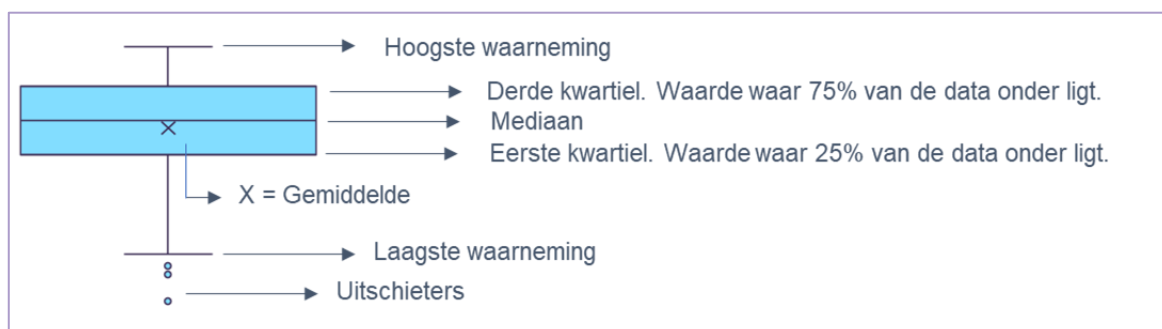 Hoogste waarneming
Derde kwartiel. Waarde waar 75% van de data onder ligt.
Mediaan
Eerste kwartiel. Waarde waar 25% van de data onder ligt.
X = Gemiddelde
Laagste waarneming
Uitschieters